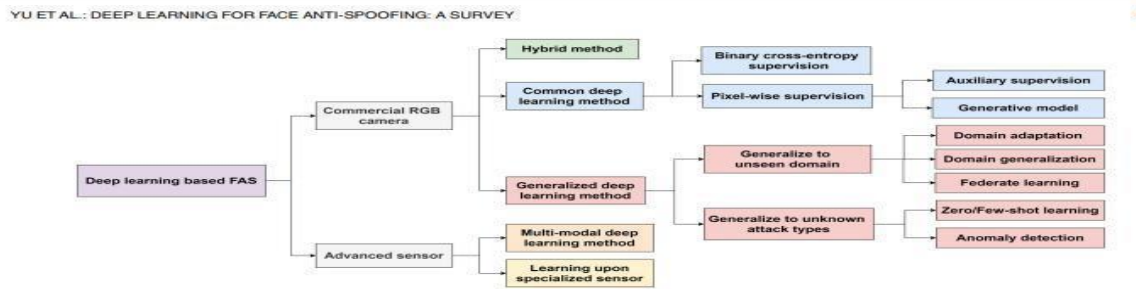 YU ET AL.: DEEP LEARNING FOR FACE ANTI-SPOOFING: A SURVEY
Deep learning based FAS
Commercial RGB
camera
Hybrid method
Common deep
learning method
Binary cross-entropy
supervision
Pixel-wise supervision
Auxiliary supervision
Generative model
Generalized deep
learning method
Generalize to
unseen domain
Domain adaptation
Domain generalization
Federate learning
Generalize to unknown
attack types
Zero/Few-shot learning
Anomaly detection
Advanced sensor
Multi-modal deep
learning method
Learning upon
specialized sensor